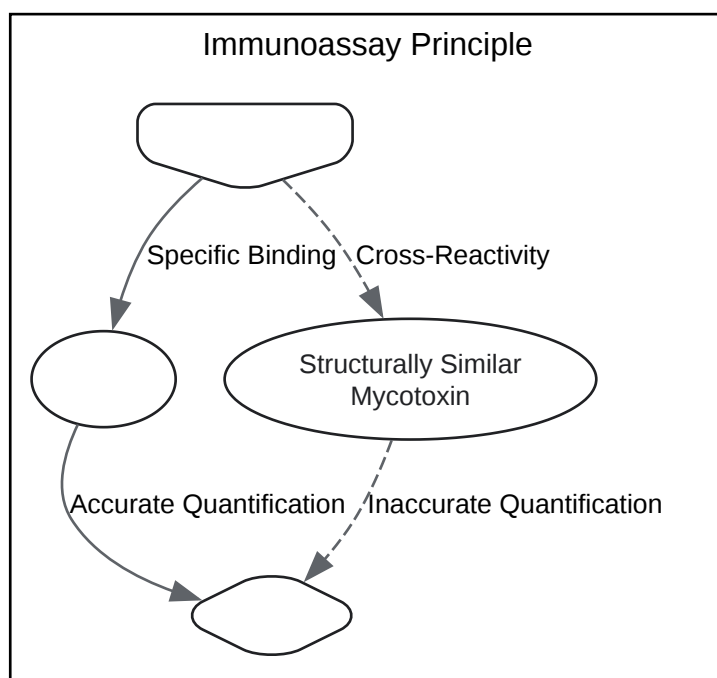 Immunoassay Principle
Specific Binding
Cross-Reactivity
Structurally Similar
Mycotoxin
Accurate Quantification
Inaccurate Quantification